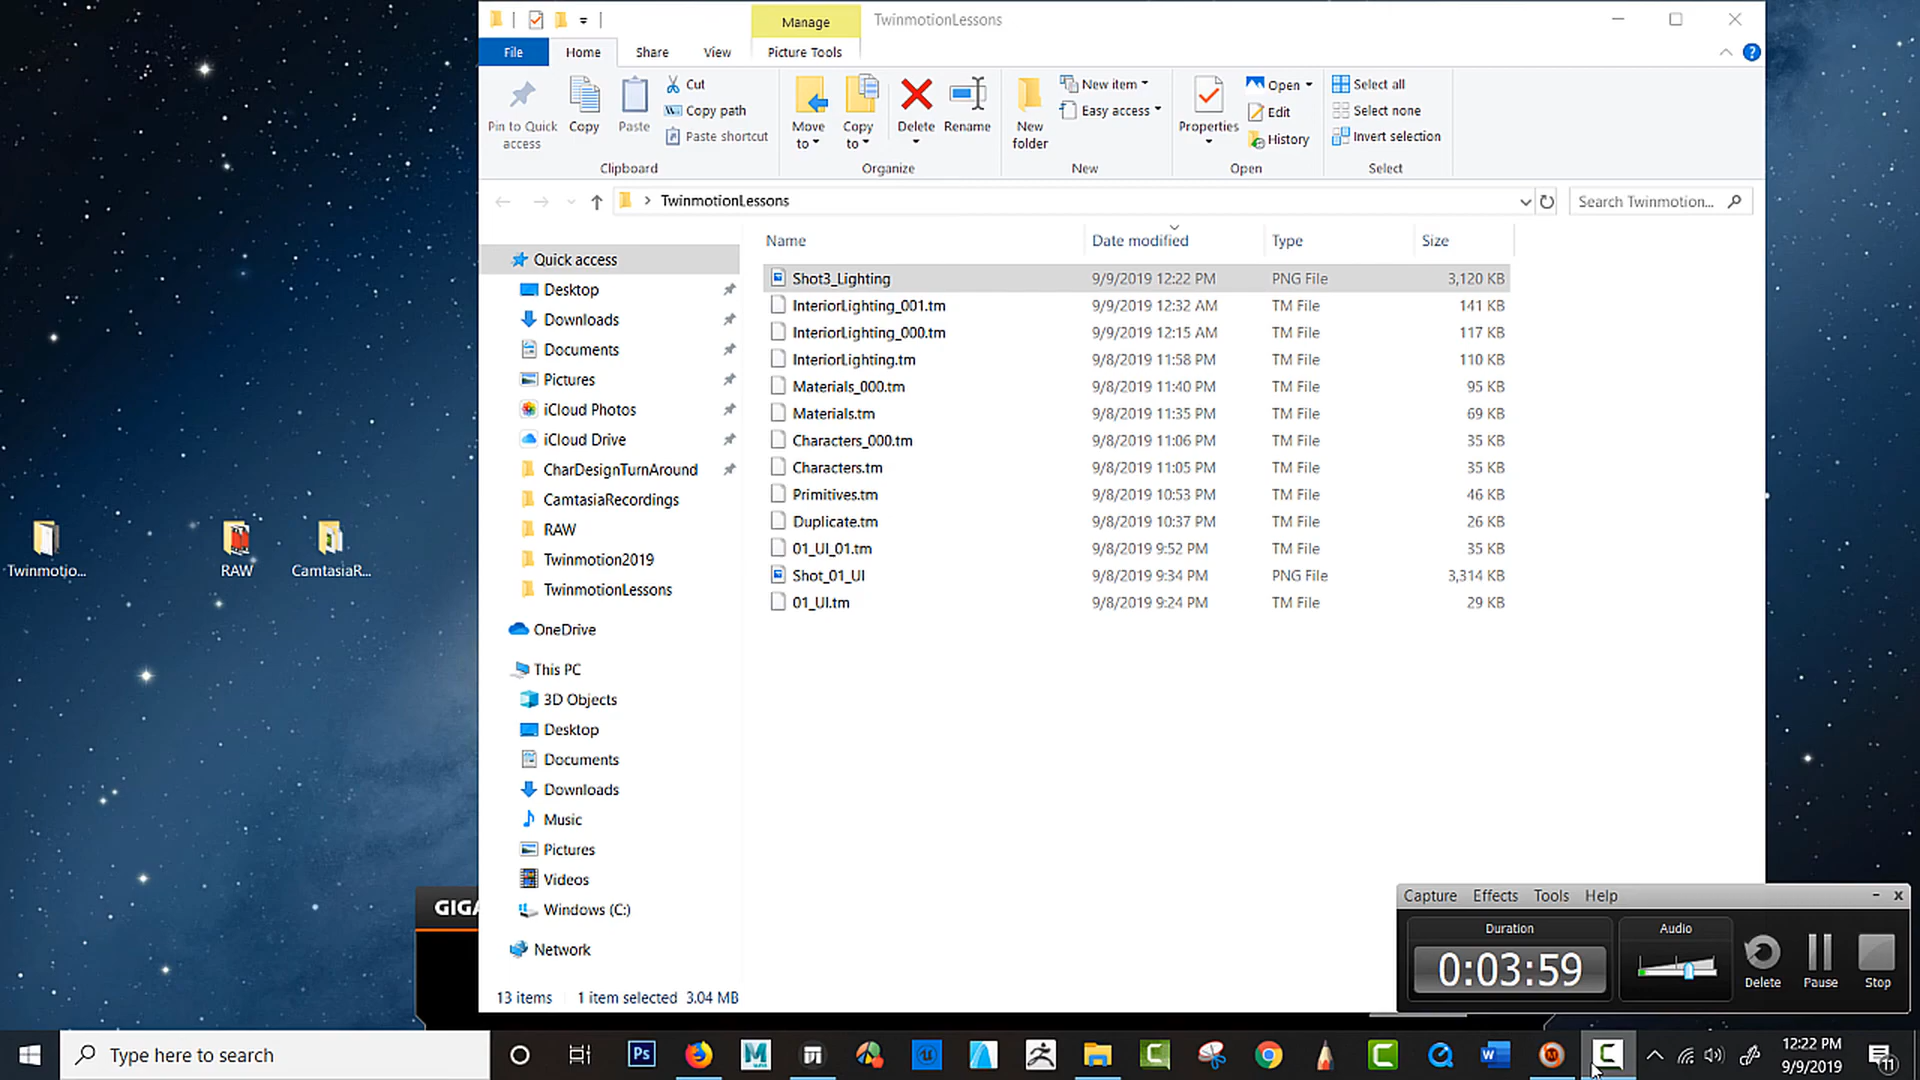 Manage
TwinmotionLessons
File
Home
Share
View
Picture Tools
Pin to Quick access
Copy
Paste
Cut
Copy path
Paste shortcut
Clipboard
Move to
Copy to
Delete
Rename
Organize
New folder
New item
Easy access
New
Properties
Open
Edit
History
Open
Select all
Select none
Invert selection
Select
TwinmotionLessons
Search Twinmotion...
Name Date modified Type Size
Shot3_Lighting 9/9/2019 12:22 PM PNG File 3,120 KB
InteriorLighting_001.tm 9/9/2019 12:32 AM TM File 141 KB
InteriorLighting_000.tm 9/9/2019 12:15 AM TM File 117 KB
InteriorLighting.tm 9/8/2019 11:58 PM TM File 110 KB
Materials_000.tm 9/8/2019 11:40 PM TM File 95 KB
Materials.tm 9/8/2019 11:35 PM TM File 69 KB
Characters_000.tm 9/8/2019 11:06 PM TM File 35 KB
Characters.tm 9/8/2019 11:05 PM TM File 35 KB
Primitives.tm 9/8/2019 10:53 PM TM File 46 KB
Duplicate.tm 9/8/2019 10:37 PM TM File 26 KB
01_UI_01.tm 9/8/2019 9:52 PM TM File 35 KB
Shot_01_UI 9/8/2019 9:34 PM PNG File 3,314 KB
01_UI.tm 9/8/2019 9:24 PM TM File 29 KB
Quick access
Desktop
Downloads
Documents
Pictures
iCloud Photos
iCloud Drive
CharDesignTurnAround
CamtasiaRecordings
RAW
Twinmotion2019
TwinmotionLessons
OneDrive
This PC
3D Objects
Desktop
Documents
Downloads
Music
Pictures
Videos
Windows (C:)
Network
13 items 1 item selected 3.04 MB
Twinmotio...
RAW
CamtasiaR...
GIGA
Capture Effects Tools Help
Duration
0:03:59
Audio
Delete
Pause
Stop
Type here to search
Ps
12:22 PM
9/9/2019
11